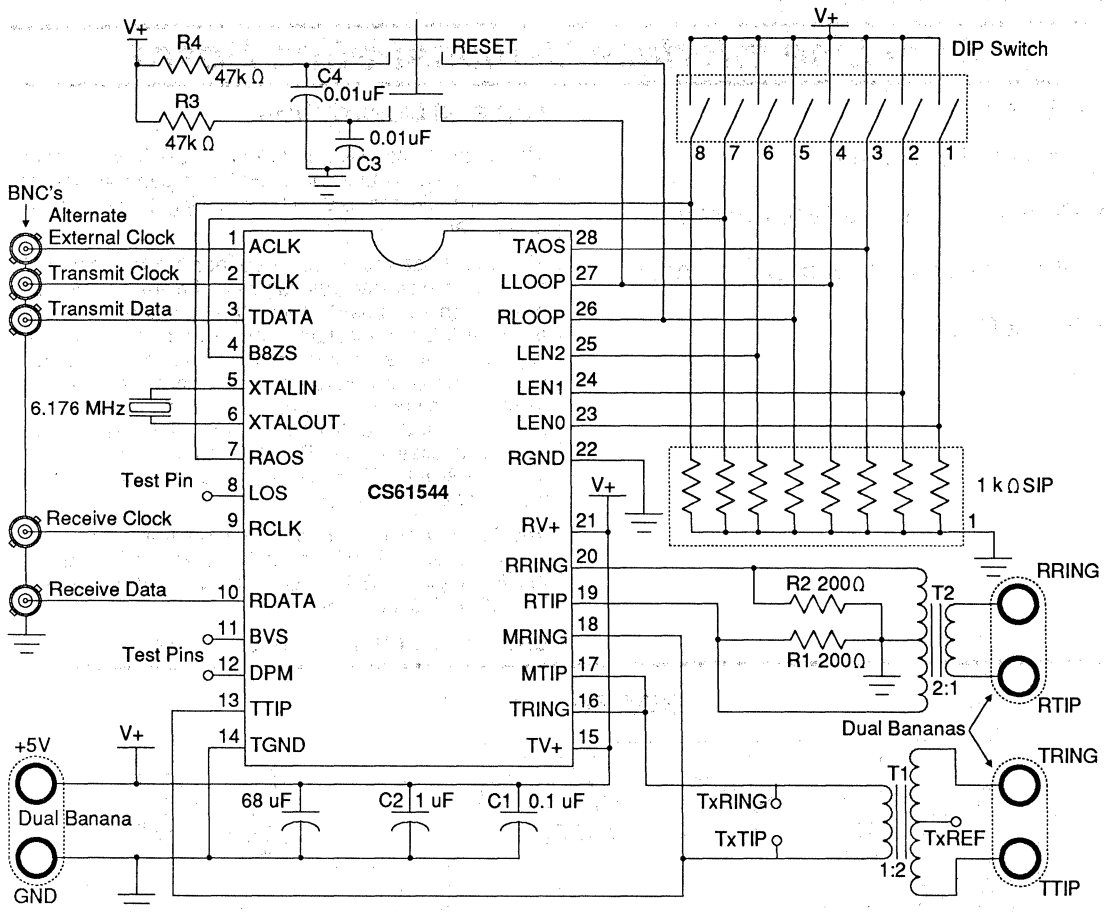 V+
R4
47k Ω
C4
0.01uF
RESET
R3
47k Ω
0.01uF
C3
V+
DIP Switch
8 7 6 5 4 3 2 1
BNC's
Alternate
External Clock
Transmit Clock
Transmit Data
6.176 MHz
Test Pin
Receive Clock
Receive Data
Test Pins
1 ACLK
2 TCLK
3 TDATA
4 B8ZS
5 XTALIN
6 XTALOUT
7 RAOS
8 LOS
9 RCLK
10 RDATA
11 BVS
12 DPM
13 TTIP
14 TGND
CS61544
TAOS 28
LLOOP 27
RLOOP 26
LEN2 25
LEN1 24
LEN0 23
RGND 22
RV+ 21
RRING 20
RTIP 19
MRING 18
MTIP 17
TRING 16
TV+ 15
V+
1 k Ω SIP
1
R2 200Ω
R1 200Ω
T2
2:1
RRING
RTIP
Dual Bananas
TRING
TTIP
T1
1:2
TxRING
TxTIP
TxREF
+5V
V+
Dual Banana
GND
68 uF
C2 1 uF
C1 0.1 uF